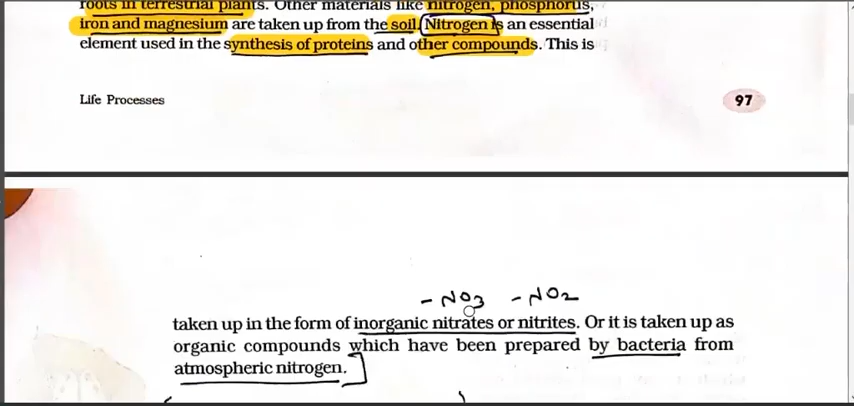 roots in terrestrial plants. Other materials like nitrogen, phosphorus,
iron and magnesium are taken up from the soil. Nitrogen is an essential
element used in the synthesis of proteins and other compounds. This is
Life Processes
97
-NO3 -NO2
taken up in the form of inorganic nitrates or nitrites. Or it is taken up as
organic compounds which have been prepared by bacteria from
atmospheric nitrogen.